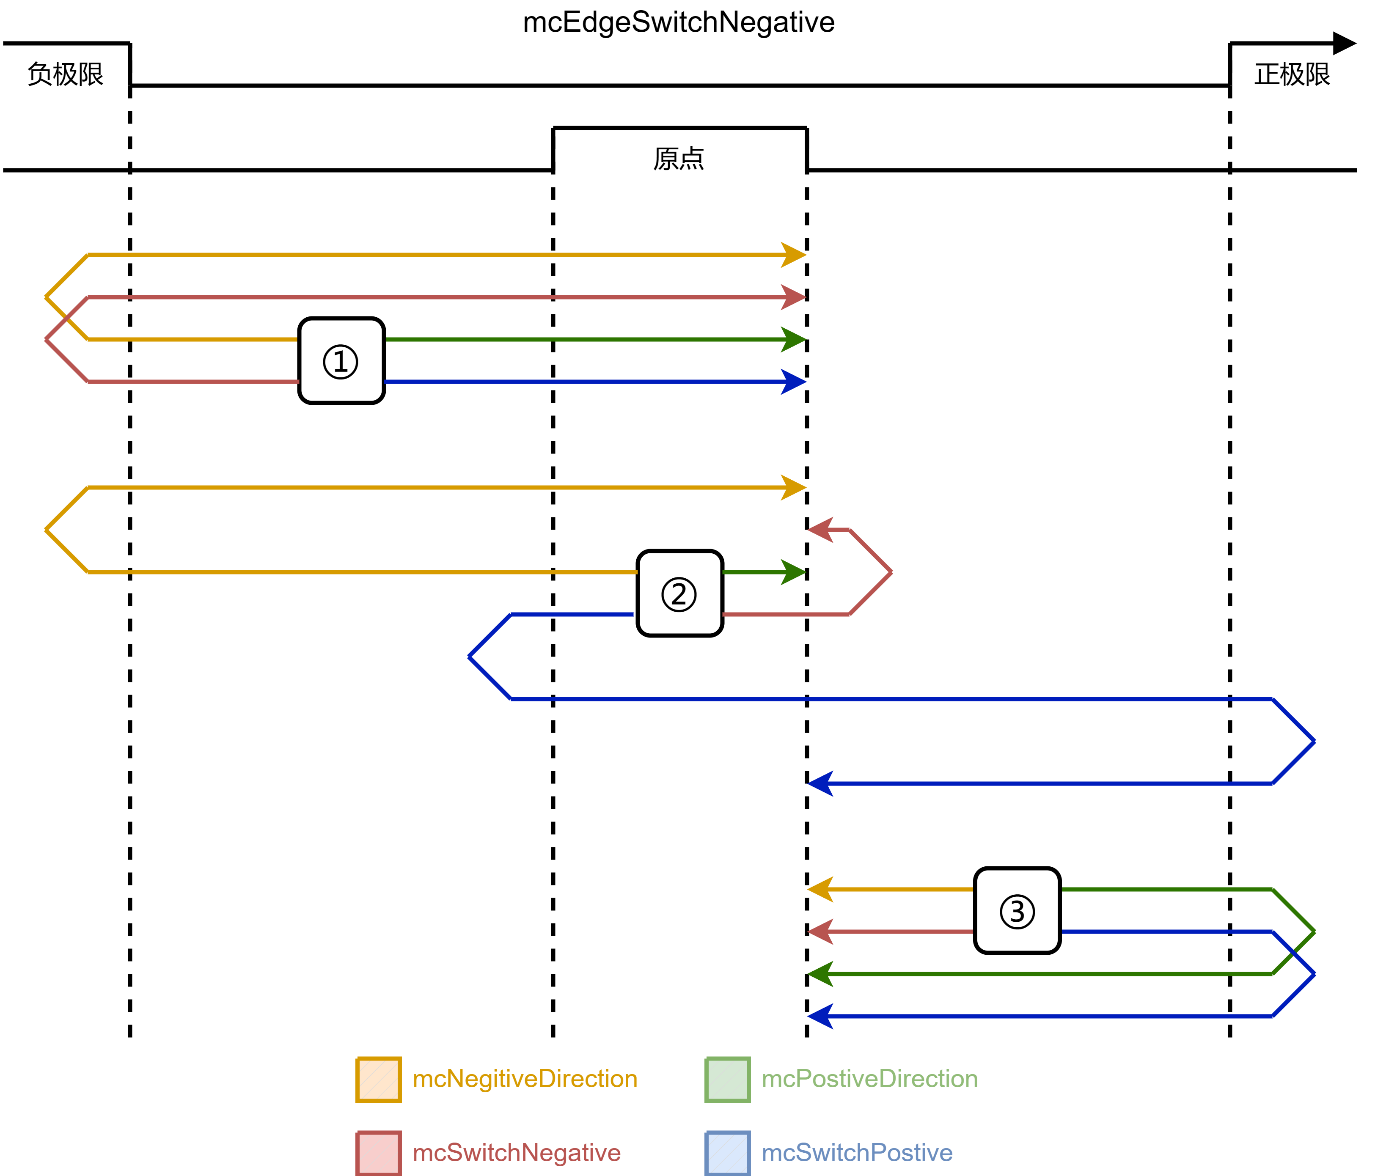 mcEdgeSwitchNegative
负极限
正极限
原点
①
②
③
mcNegitiveDirection
mcPostiveDirection
mcSwitchNegative
mcSwitchPostive